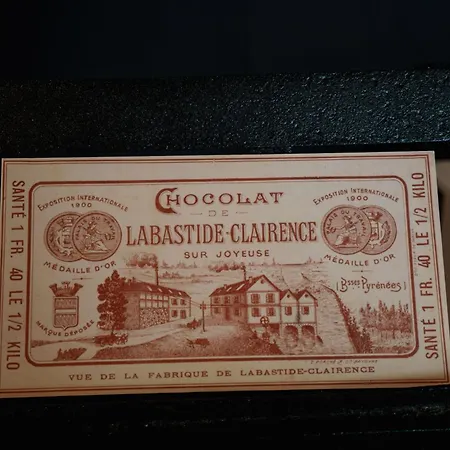 CHOCOLAT
DE
LABASTIDE-CLAIRENCE
SUR JOYEUSE
EXPOSITION INTERNATIONALE
1900
MÉDAILLE D'OR
EXPOSITION INTERNATIONALE
1900
MÉDAILLE D'OR
MARQUE DÉPOSÉE
(Bsses Pyrénées)
SANTÉ 1 FR. 40 LE 1/2 KILO
SANTÉ 1 FR. 40 LE 1/2 KILO
VUE DE LA FABRIQUE DE LABASTIDE-CLAIRENCE